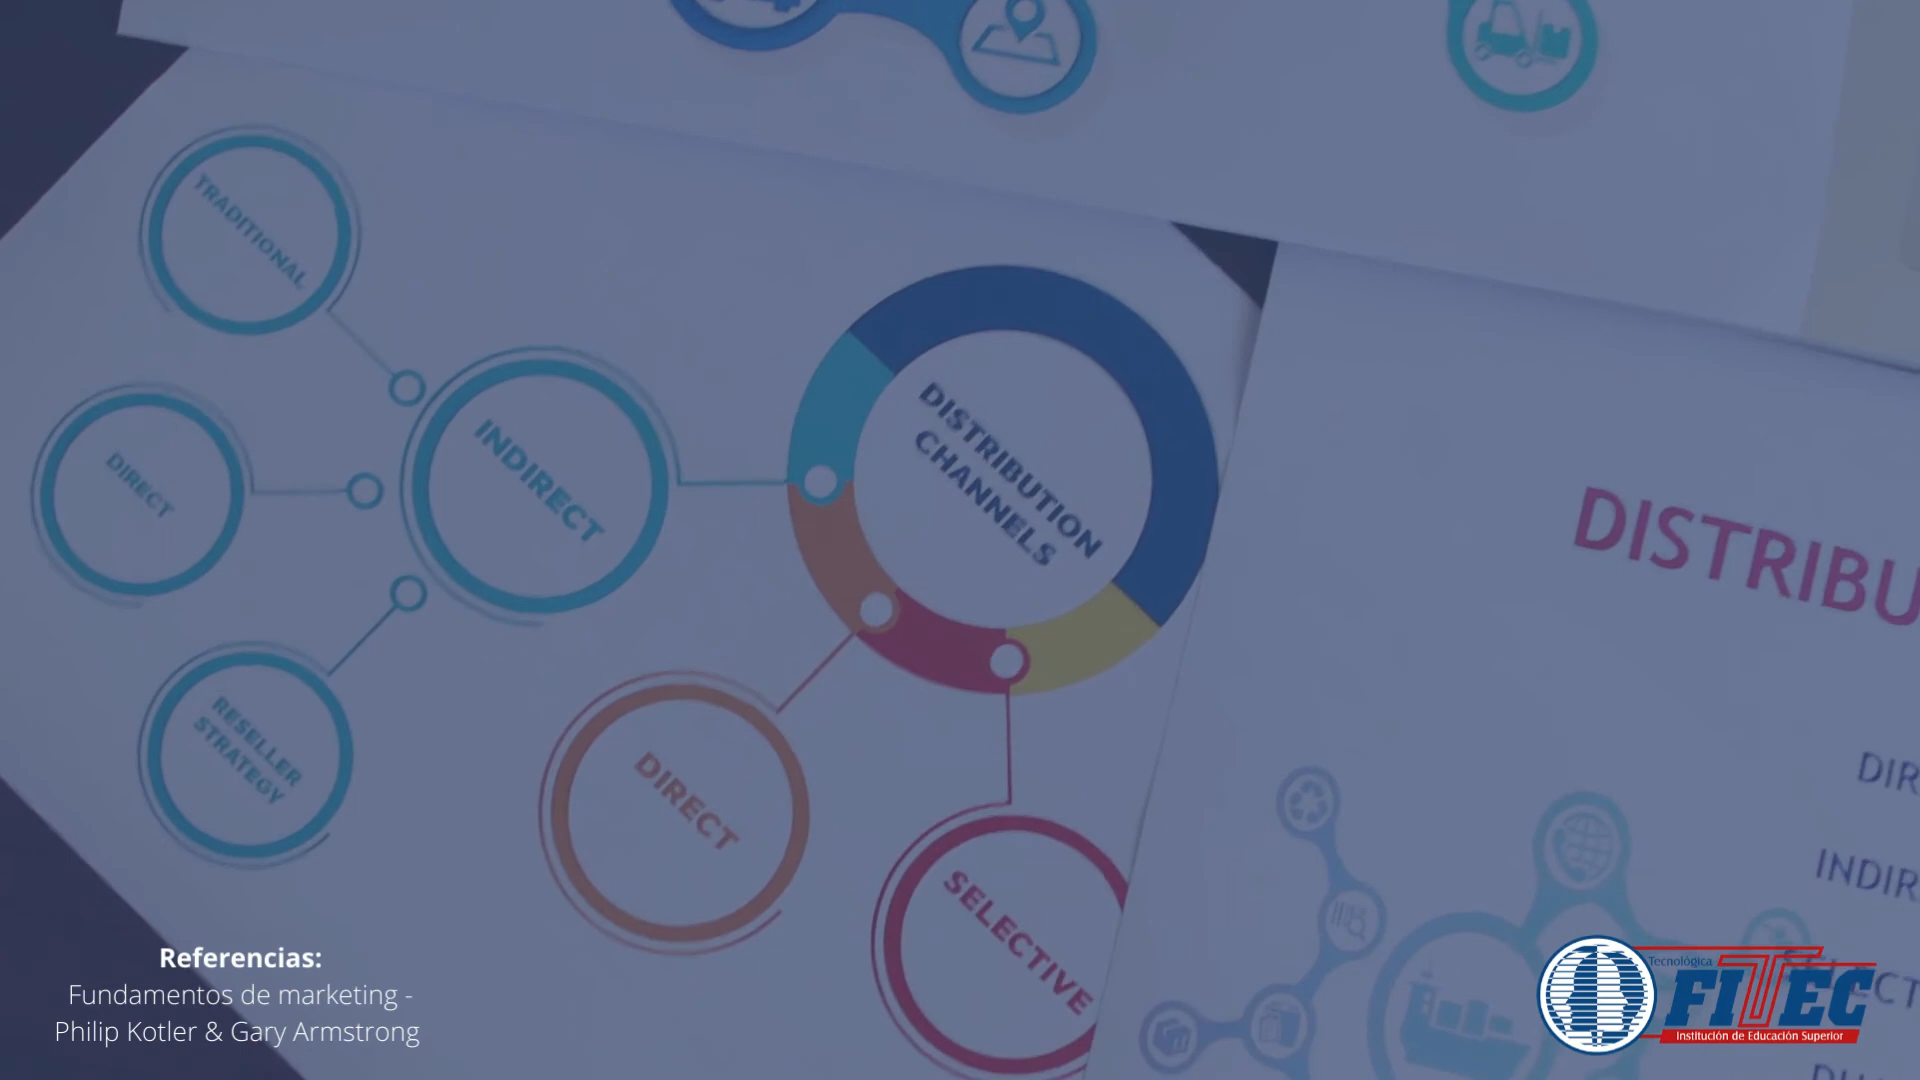 TRADITIONAL
DIRECT
INDIRECT
RESELLER
STRATEGY
DISTRIBUTION
CHANNELS
DIRECT
SELECTIVE
DISTRIBU
DIR
INDIR
Referencias:
Fundamentos de marketing -
Philip Kotler & Gary Armstrong
Tecnológica
FITEC
Institución de Educación Superior